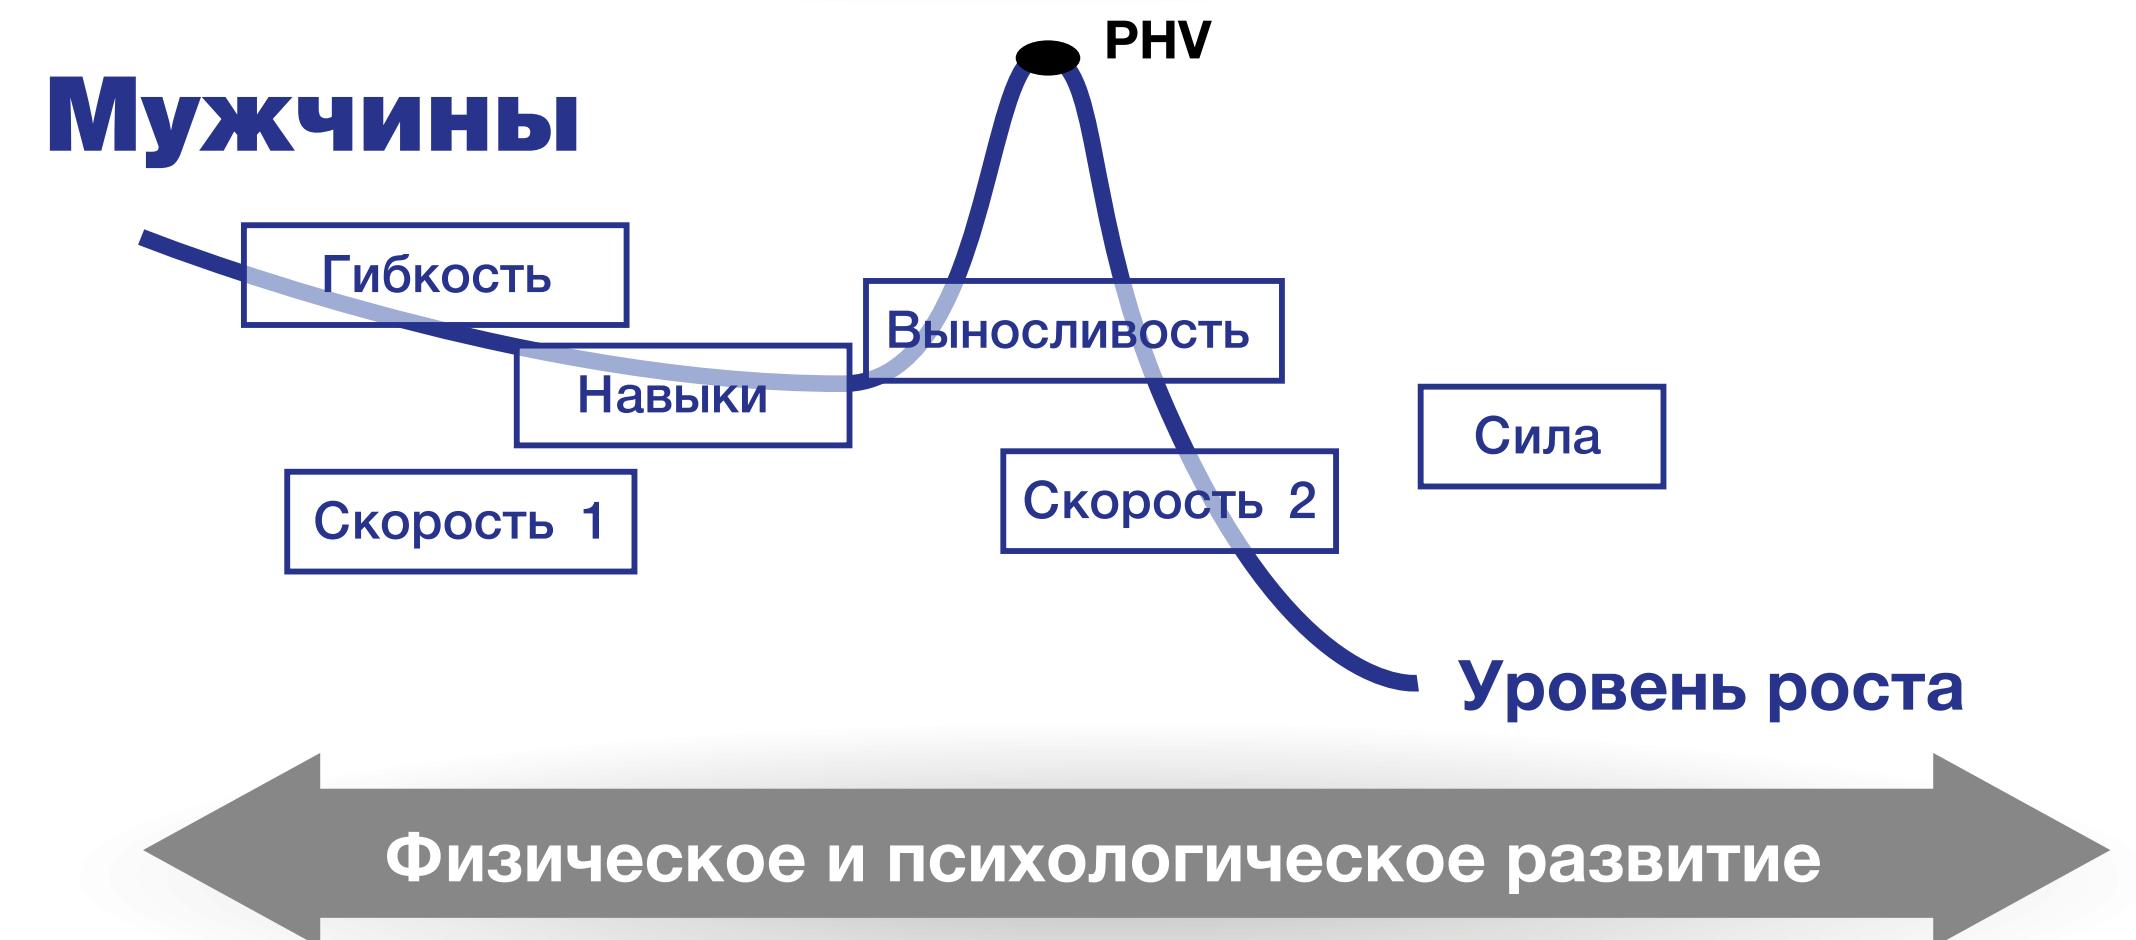 PHV
Мужчины
Гибкость
Выносливость
Навыки
Сила
Скорость 1
Скорость 2
Уровень роста
Физическое и психологическое развитие